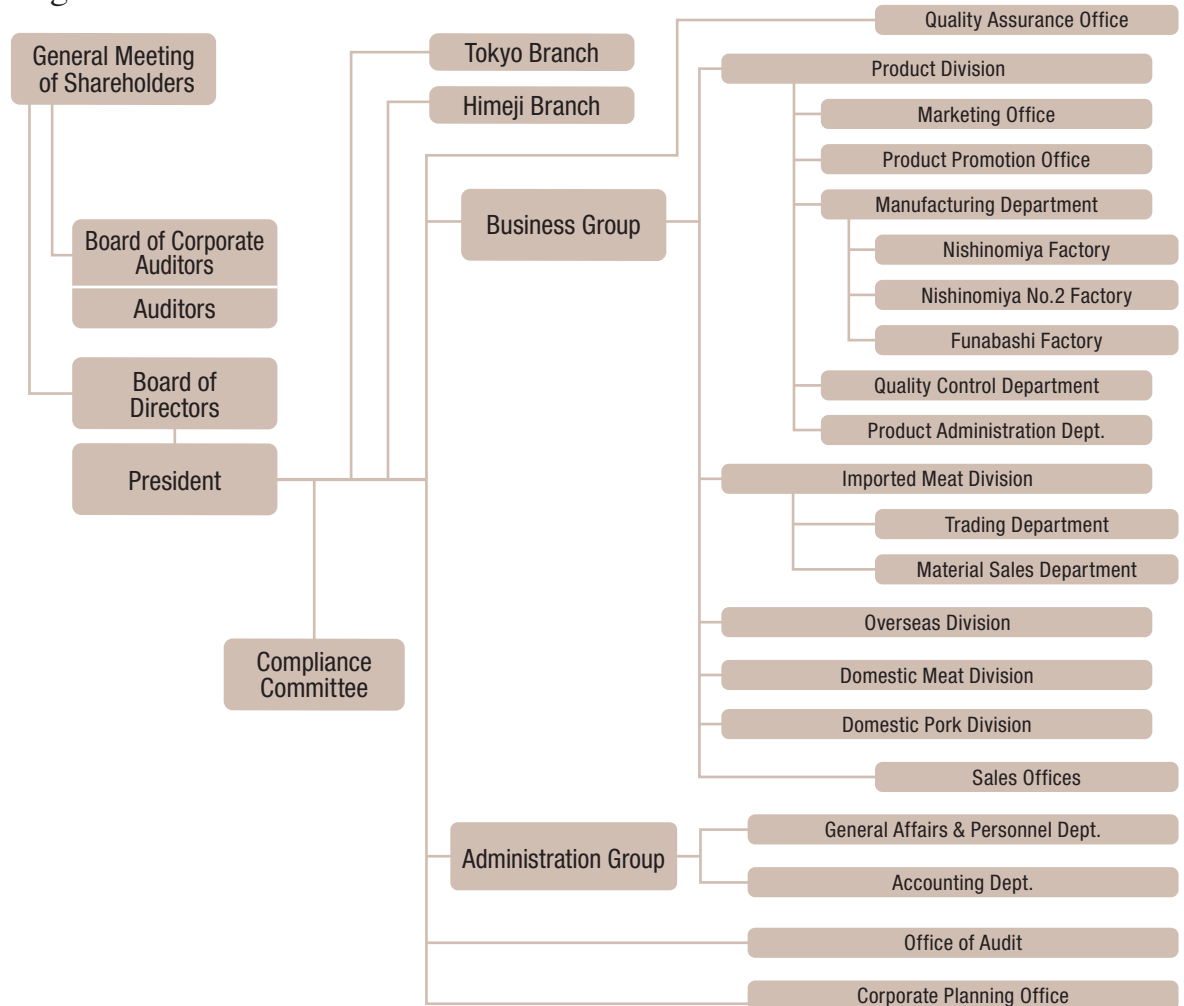 Quality Assurance Office
General Meeting
of Shareholders
Tokyo Branch
Himeji Branch
Product Division
Marketing Office
Product Promotion Office
Business Group
Manufacturing Department
Nishinomiya Factory
Nishinomiya No.2 Factory
Funabashi Factory
Board of Corporate
Auditors
Auditors
Board of
Directors
President
Quality Control Department
Product Administration Dept.
Imported Meat Division
Trading Department
Material Sales Department
Compliance
Committee
Overseas Division
Domestic Meat Division
Domestic Pork Division
Sales Offices
Administration Group
General Affairs & Personnel Dept.
Accounting Dept.
Office of Audit
Corporate Planning Office